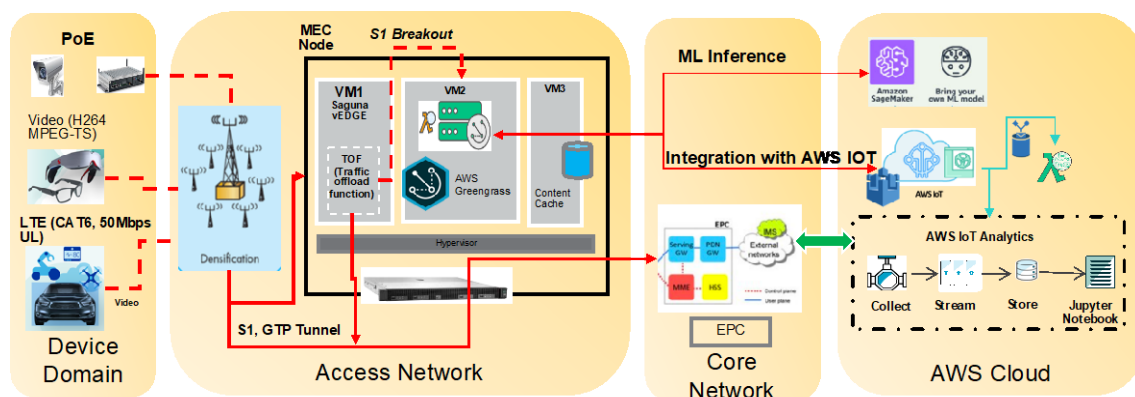 PoE
Video (H264
MPEG-TS)
LTE (CA T6, 50Mbps
UL)
Video
Device
Domain
Densification
S1, GTP Tunnel
Access Network
MEC
Node
S1 Breakout
VM1
Saguna
vEDGE
TOF
(Traffic
offload
function)
VM2
AWS
Greengrass
VM3
Content
Cache
Hypervisor
ML Inference
Integration with AWS IOT
EPC
Serving
GW
PDN
GW
IMS
External
networks
MME
HSS
Control plane
User plane
EPC
Core
Network
Amazon
SageMaker
Bring your
own ML model
AWS IoT
AWS IoT Analytics
Collect
Stream
Store
Jupyter
Notebook
AWS Cloud